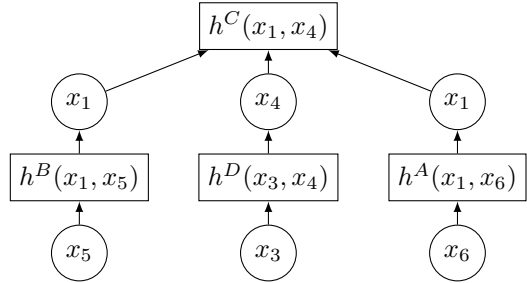 h^C(x_1, x_4)
x_1 x_4 x_1
h^B(x_1, x_5) h^D(x_3, x_4) h^A(x_1, x_6)
x_5 x_3 x_6